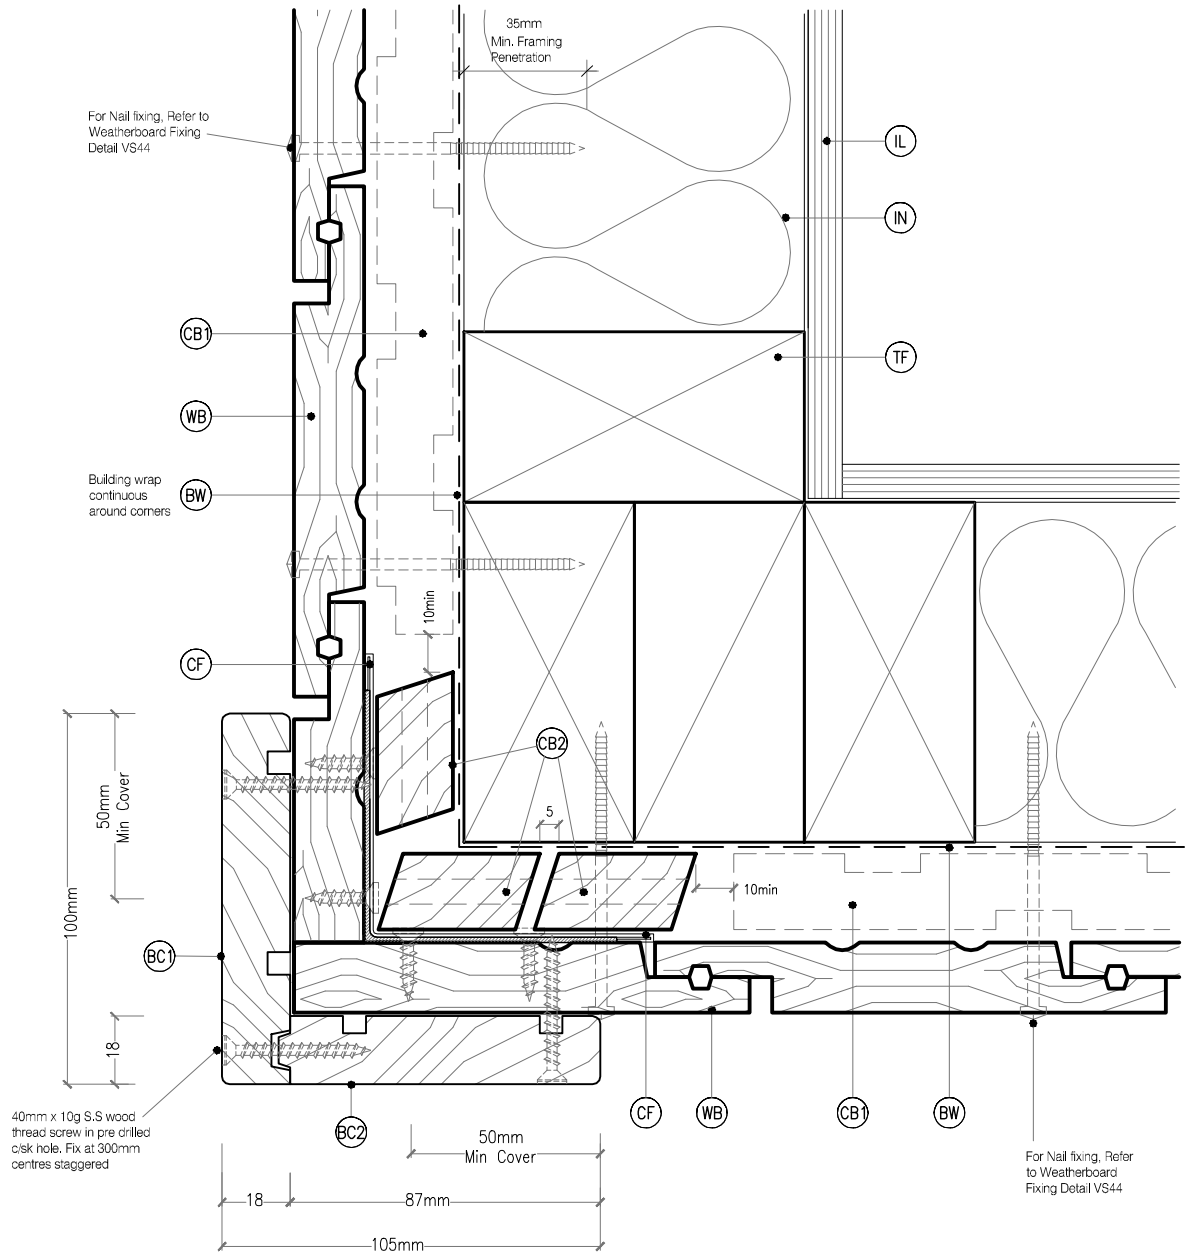 35mm
Min. Framing
Penetration
For Nail fixing, Refer to
Weatherboard Fixing
Detail VS44
IL
IN
CB1
TF
WB
Building wrap
continuous
around corners
BW
10min
CF
CB2
50mm
Min Cover
5
10min
CB1
100mm
BC1
18
40mm x 10g S.S wood
thread screw in pre drilled
c/sk hole. Fix at 300mm
centres staggered
BC2
CF
WB
CB1
BW
50mm
Min Cover
For Nail fixing, Refer
to Weatherboard
Fixing Detail VS44
18
87mm
105mm